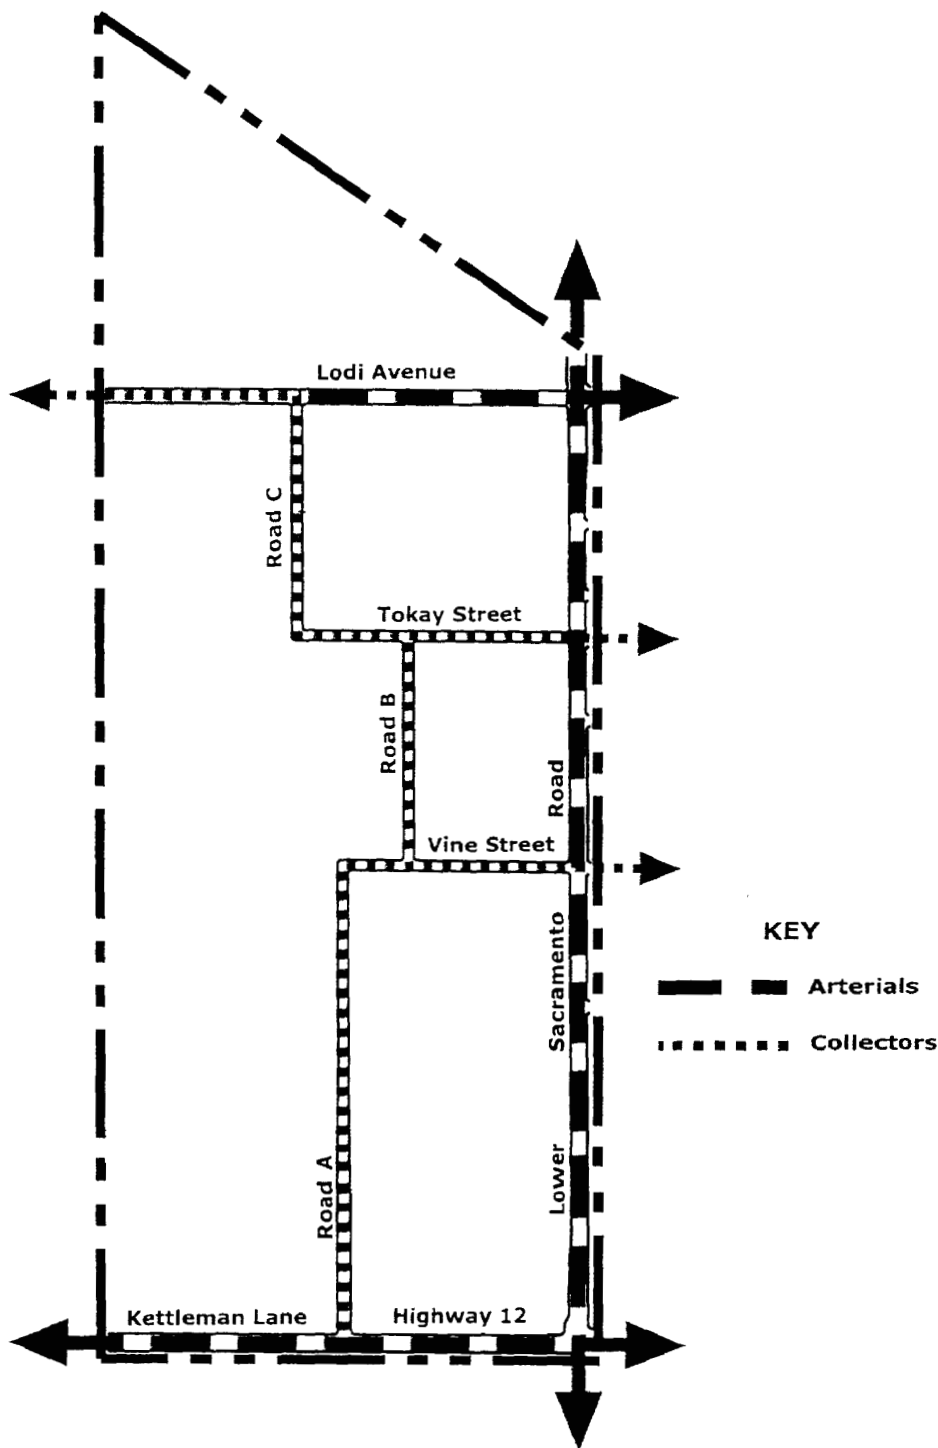 Lodi Avenue
Road C
Tokay Street
Road B
Road
Vine Street
Sacramento
KEY
Arterials
Collectors
Lower
Road A
Kettleman Lane
Highway 12